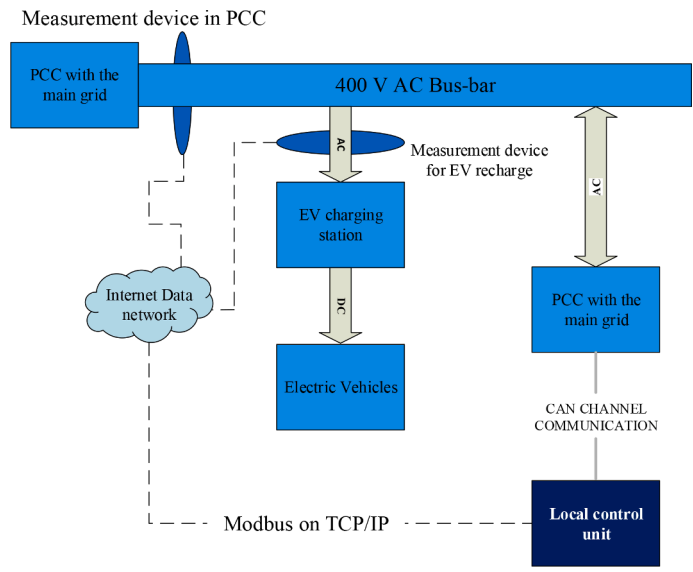 Measurement device in PCC
PCC with the
main grid
400 V AC Bus-bar
AC
Measurement device
for EV recharge
AC
EV charging
station
Internet Data
network
DC
PCC with the
main grid
Electric Vehicles
CAN CHANNEL
COMMUNICATION
Modbus on TCP/IP
Local control
unit